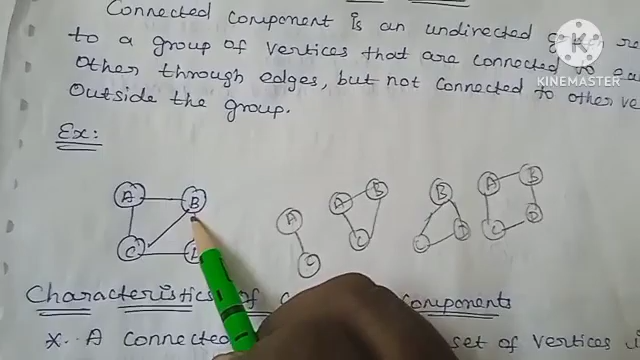 Connected component is an undirected
to a group of vertices that are connected to
other through edges, but not connected to other
outside the group.
Ex:
A B C
A C
A B C
B C D
A B C D
Characteristics of components
*. A connected set of vertices
KINEMASTER